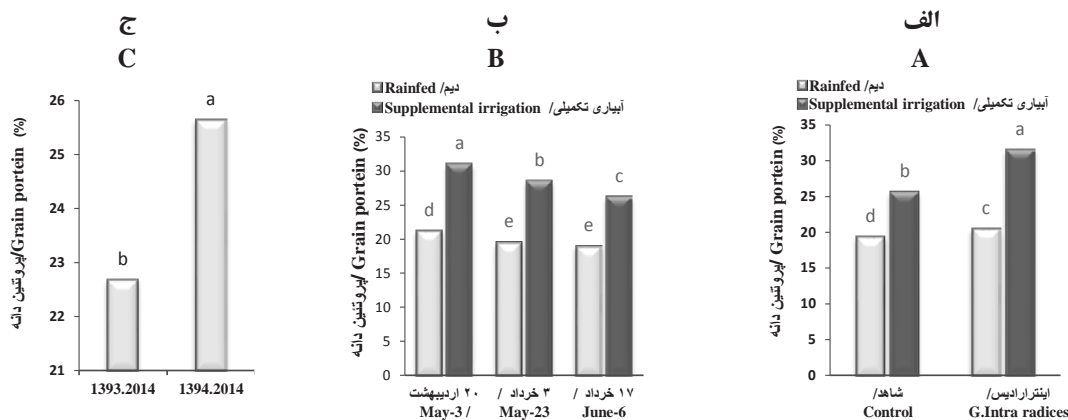 ج
C
26
25
24
23
22
21
پروتئین دانه/Grain portein (%)
b
a
1393.2014
1394.2014
ب
B
Rainfed /دیم
Supplemental irrigation /آبیاری تکمیلی
35
30
25
20
15
10
5
0
پروتئین دانه/ Grain portein (%)
d
a
e
b
e
c
۲۰ اردیبهشت / May-3
۳ خرداد / May-23
۱۷ خرداد / June-6
الف
A
Rainfed /دیم
Supplemental irrigation /آبیاری تکمیلی
35
30
25
20
15
10
5
0
پروتئین دانه/ Grain portein (%)
d
b
c
a
شاهد/
Control
اینترارادیس/
G.Intra radices